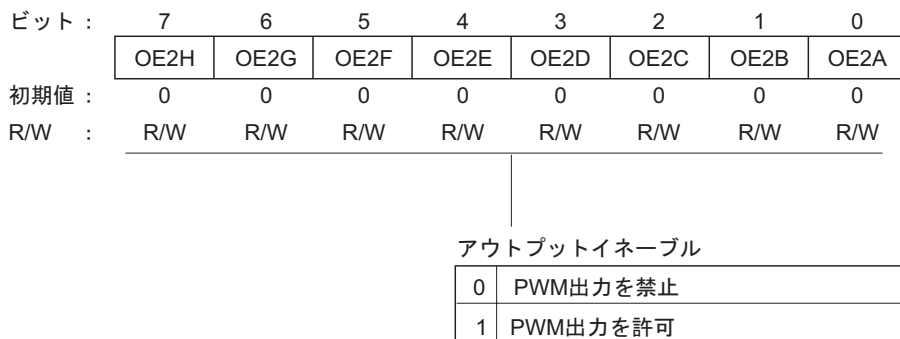 ビット : 7 6 5 4 3 2 1 0
OE2H OE2G OE2F OE2E OE2D OE2C OE2B OE2A
初期値 : 0 0 0 0 0 0 0 0
R/W : R/W R/W R/W R/W R/W R/W R/W R/W
アウトプットイネーブル
0 PWM出力を禁止
1 PWM出力を許可